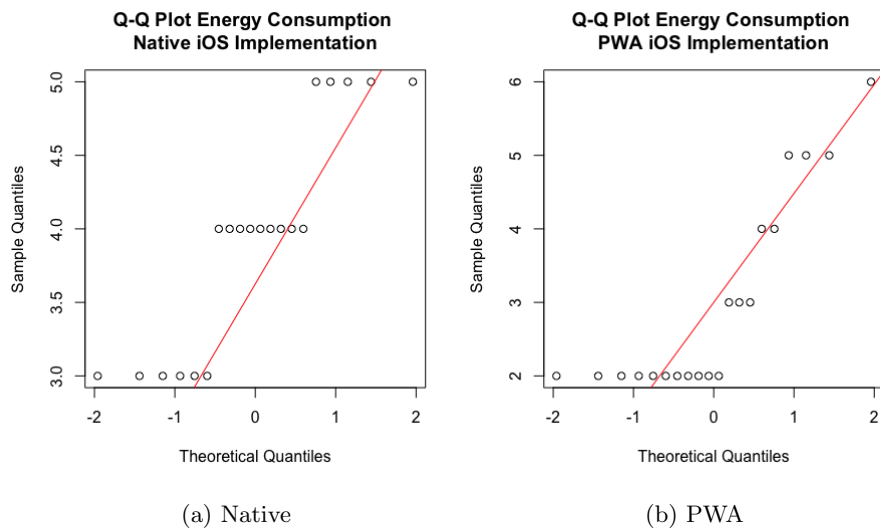 Q-Q Plot Energy Consumption
Native iOS Implementation
5.0
4.5
4.0
3.5
3.0
Sample Quantiles
-2 -1 0 1 2
Theoretical Quantiles
(a) Native
Q-Q Plot Energy Consumption
PWA iOS Implementation
6
5
4
3
2
Sample Quantiles
-2 -1 0 1 2
Theoretical Quantiles
(b) PWA